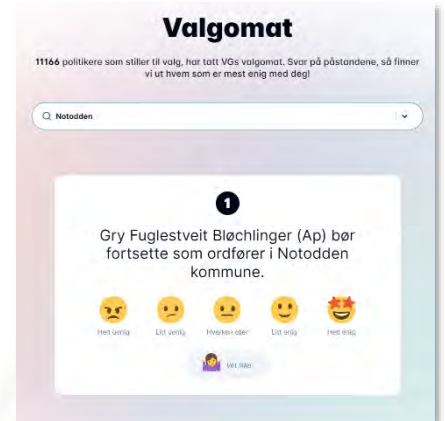 Valgomat
11166 politikere som stiller til valg, har tatt VGs valgomat. Svar på påstandene, så finner
vi ut hvem som er mest enig med deg!
Notodden
1
Gry Fuglestveit Bløchlinger (Ap) bør
fortsette som ordfører i Notodden
kommune.
Helt uenig Litt uenig Hverken eller Litt enig Helt enig
Vet ikke